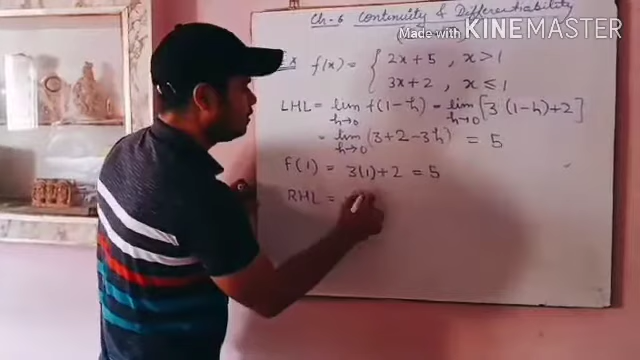 Ch-6 Continuity & Differentiability
Made with KINEMASTER
Ex f(x) = { 2x+5 , x>1
3x+2 , x ≤ 1
LHL = lim h→0 f(1-h) = lim h→0 [3(1-h)+2]
= lim h→0 (3+2-3h) = 5
f(1) = 3(1)+2 = 5
RHL =